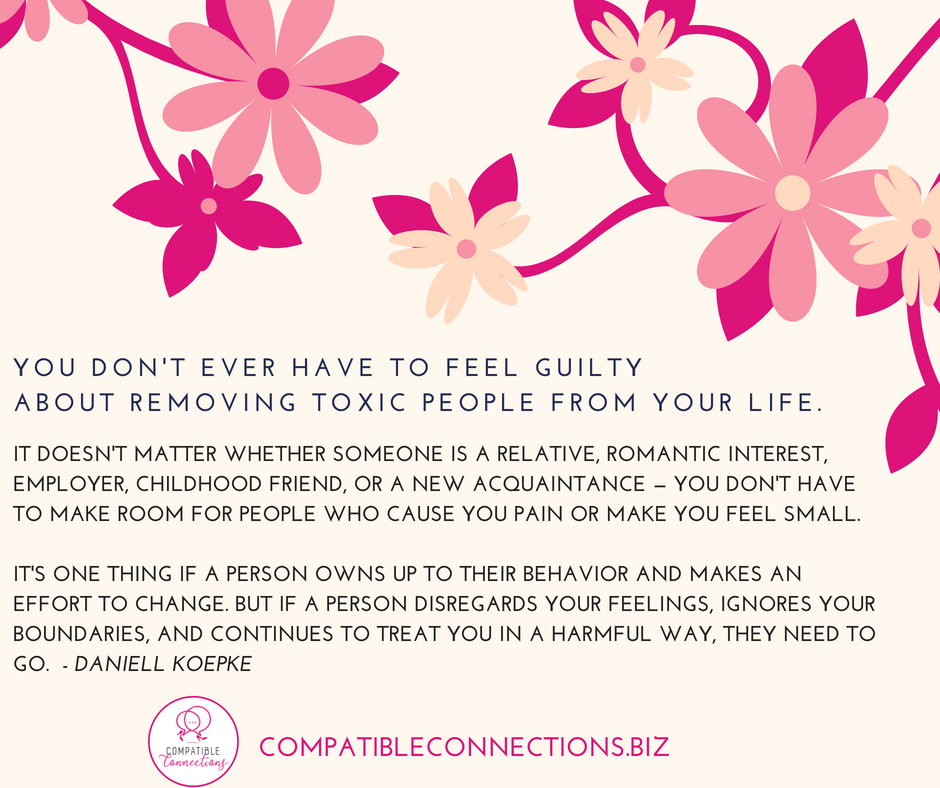 YOU DON'T EVER HAVE TO FEEL GUILTY
ABOUT REMOVING TOXIC PEOPLE FROM YOUR LIFE.
IT DOESN'T MATTER WHETHER SOMEONE IS A RELATIVE, ROMANTIC INTEREST,
EMPLOYER, CHILDHOOD FRIEND, OR A NEW ACQUAINTANCE – YOU DON'T HAVE
TO MAKE ROOM FOR PEOPLE WHO CAUSE YOU PAIN OR MAKE YOU FEEL SMALL.
IT'S ONE THING IF A PERSON OWNS UP TO THEIR BEHAVIOR AND MAKES AN
EFFORT TO CHANGE. BUT IF A PERSON DISREGARDS YOUR FEELINGS, IGNORES YOUR
BOUNDARIES, AND CONTINUES TO TREAT YOU IN A HARMFUL WAY, THEY NEED TO
GO. - DANIELL KOEPKE
COMPATIBLE
Connections
COMPATIBLECONNECTIONS.BIZ